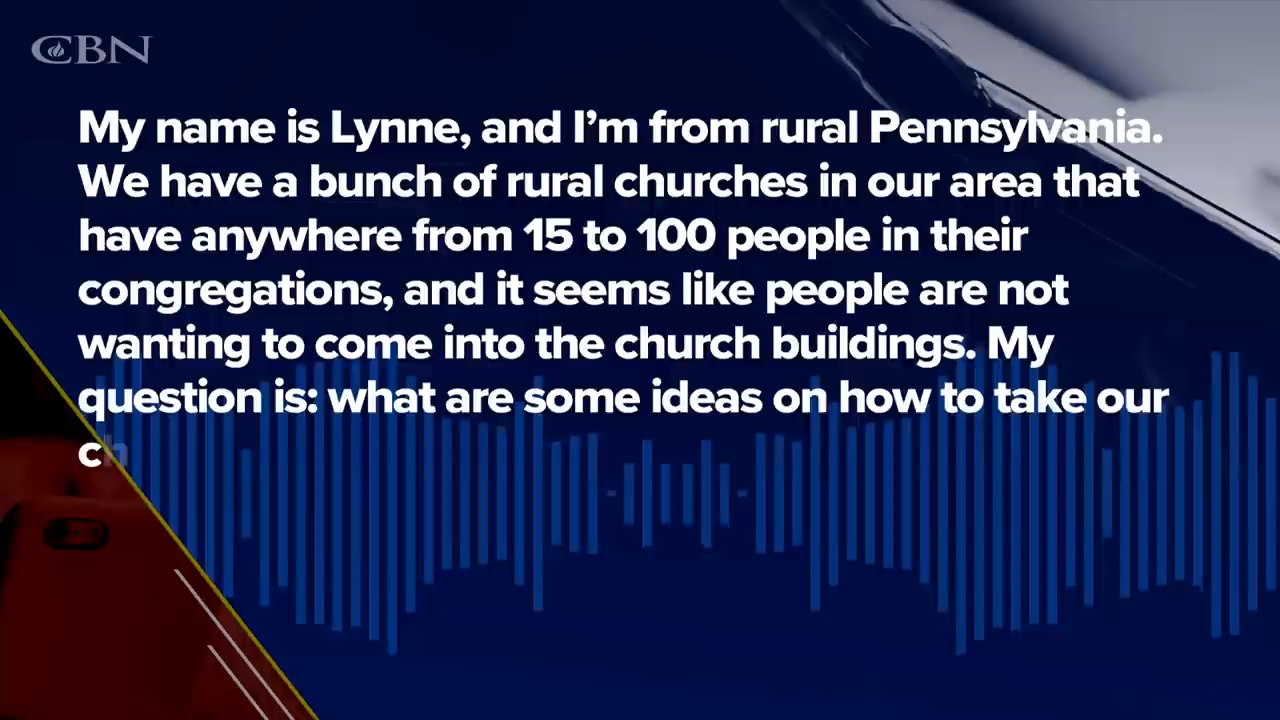 CBN
My name is Lynne, and I’m from rural Pennsylvania.
We have a bunch of rural churches in our area that
have anywhere from 15 to 100 people in their
congregations, and it seems like people are not
wanting to come into the church buildings. My
question is: what are some ideas on how to take our
ch